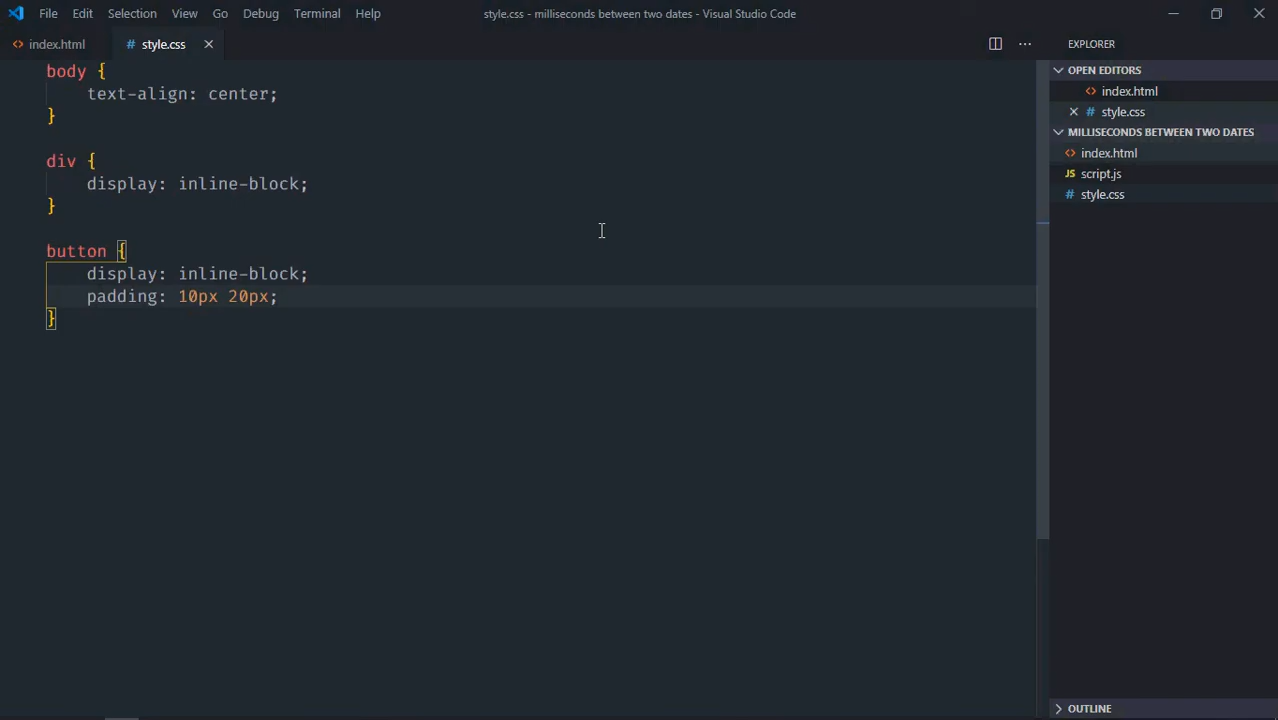 File Edit Selection View Go Debug Terminal Help
style.css - milliseconds between two dates - Visual Studio Code
index.html
# style.css
body {
text-align: center;
}
div {
display: inline-block;
}
button {
display: inline-block;
padding: 10px 20px;
}
EXPLORER
OPEN EDITORS
<> index.html
# style.css
MILLISECONDS BETWEEN TWO DATES
<> index.html
JS script.js
# style.css
OUTLINE